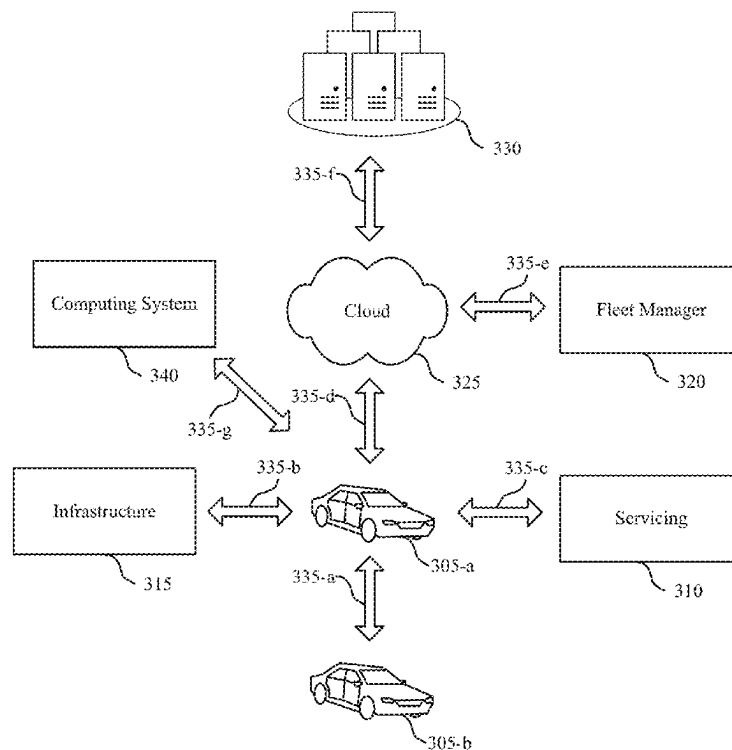 330
335-f
335-e
Computing System
Cloud
Fleet Manager
340
325
320
335-d
335-g
335-b
335-c
Infrastructure
Servicing
315
305-a
310
335-a
305-b